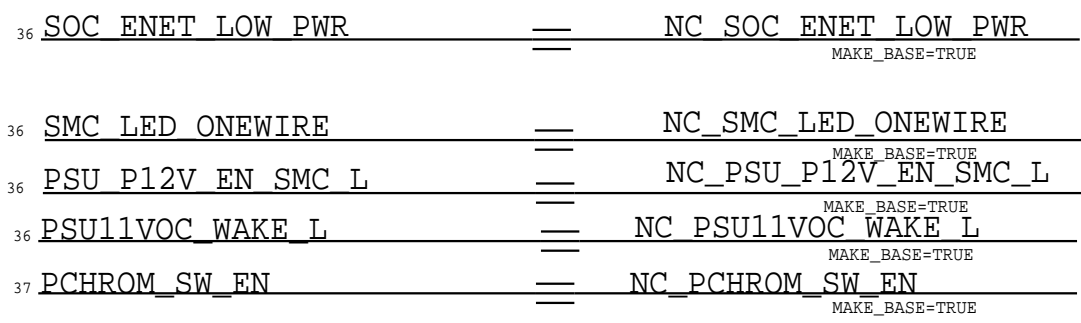 36 SOC_ENET_LOW_PWR NC_SOC_ENET_LOW_PWR
MAKE_BASE=TRUE
36 SMC_LED_ONEWIRE NC_SMC_LED_ONEWIRE
MAKE_BASE=TRUE
36 PSU_P12V_EN_SMC_L NC_PSU_P12V_EN_SMC_L
MAKE_BASE=TRUE
36 PSU11VOC_WAKE_L NC_PSU11VOC_WAKE_L
MAKE_BASE=TRUE
37 PCHROM_SW_EN NC_PCHROM_SW_EN
MAKE_BASE=TRUE